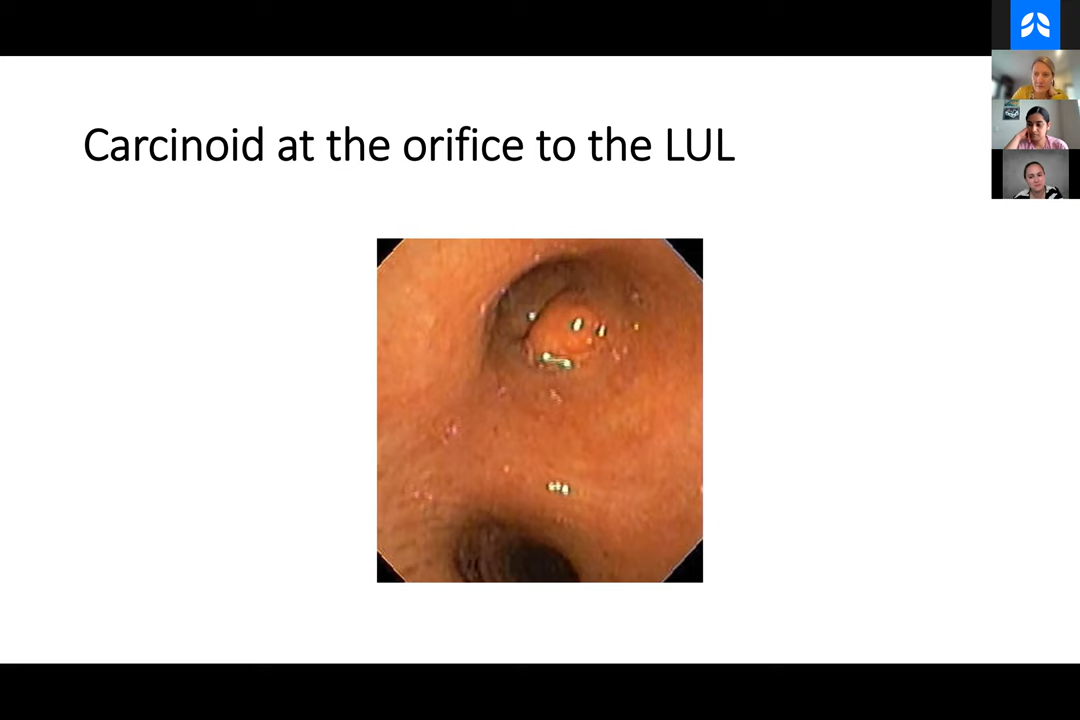 Carcinoid at the orifice to the LUL